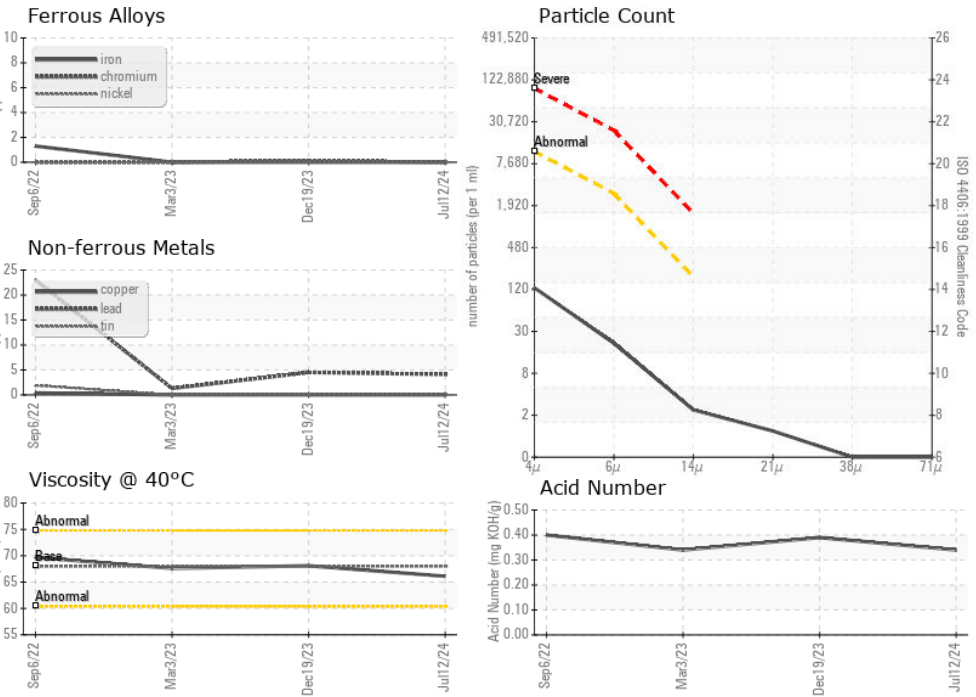 Ferrous Alloys
10
8
6
4
2
0
iron
chromium
nickel
Sep6/22
Mar3/23
Dec19/23
Jul12/24
Non-ferrous Metals
25
20
15
10
5
0
copper
lead
tin
Sep6/22
Mar3/23
Dec19/23
Jul12/24
Viscosity @ 40°C
80
75
70
65
60
55
Abnormal
Base
Abnormal
Sep6/22
Mar3/23
Dec19/23
Jul12/24
Particle Count
number of particles (per 1 ml)
491,520
122,880
30,720
7,680
1,920
480
120
30
8
2
0
Severe
Abnormal
26
24
22
20
18
16
14
12
10
8
6
ISO 4406:1999 Cleanliness Code
4µ
6µ
14µ
21µ
38µ
71µ
Acid Number
Acid Number (mg KOH/g)
0.50
0.40
0.30
0.20
0.10
0.00
Sep6/22
Mar3/23
Dec19/23
Jul12/24